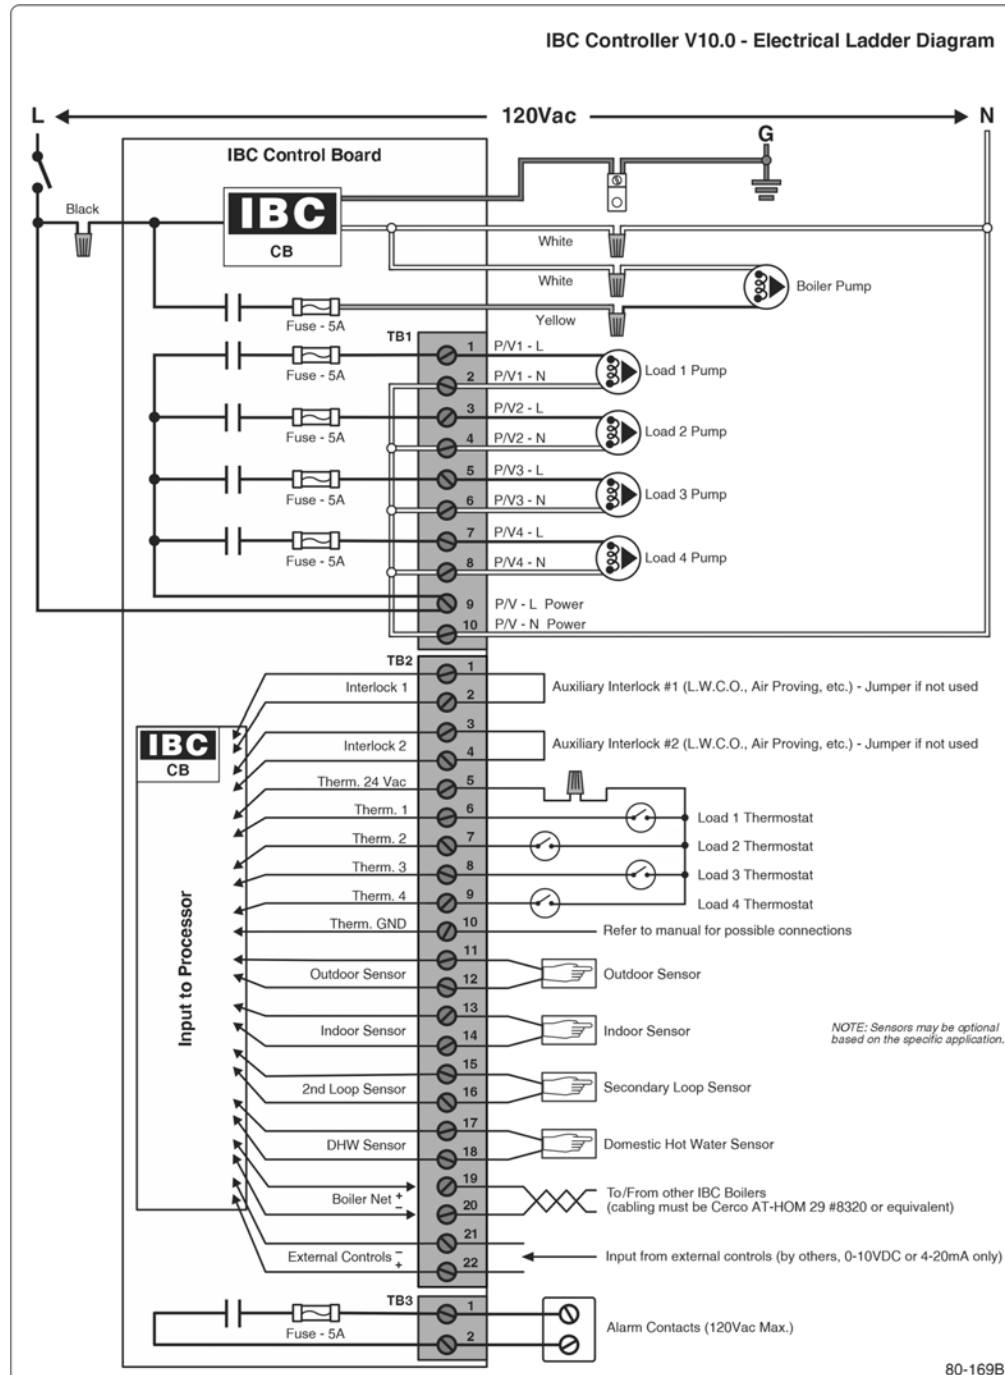 IBC Controller V10.0 - Electrical Ladder Diagram
L
120Vac
N
G
IBC Control Board
Black
IBC
CB
White
White
Boiler Pump
Yellow
Fuse - 5A
TB1
1 P/V1 - L
Fuse - 5A
Load 1 Pump
2 P/V1 - N
3 P/V2 - L
Fuse - 5A
Load 2 Pump
4 P/V2 - N
5 P/V3 - L
Fuse - 5A
Load 3 Pump
6 P/V3 - N
7 P/V4 - L
Fuse - 5A
Load 4 Pump
8 P/V4 - N
9 P/V - L Power
10 P/V - N Power
TB2
1
Interlock 1
Auxiliary Interlock #1 (L.W.C.O., Air Proving, etc.) - Jumper if not used
2
3
IBC
CB
Interlock 2
Auxiliary Interlock #2 (L.W.C.O., Air Proving, etc.) - Jumper if not used
4
Therm. 24 Vac 5
Therm. 1 6 Load 1 Thermostat
Therm. 2 7 Load 2 Thermostat
Therm. 3 8 Load 3 Thermostat
Therm. 4 9 Load 4 Thermostat
Therm. GND 10 Refer to manual for possible connections
Input to Processor
11
Outdoor Sensor
12
Outdoor Sensor
13
Indoor Sensor
14
Indoor Sensor
NOTE: Sensors may be optional
based on the specific application.
15
2nd Loop Sensor
16
Secondary Loop Sensor
17
DHW Sensor
18
Domestic Hot Water Sensor
19
Boiler Net + -
20
To/From other IBC Boilers
(cabling must be Cerco AT-HOM 29 #8320 or equivalent)
21
External Controls - +
22
Input from external controls (by others, 0-10VDC or 4-20mA only)
TB3
1
Fuse - 5A
2
Alarm Contacts (120Vac Max.)
80-169B